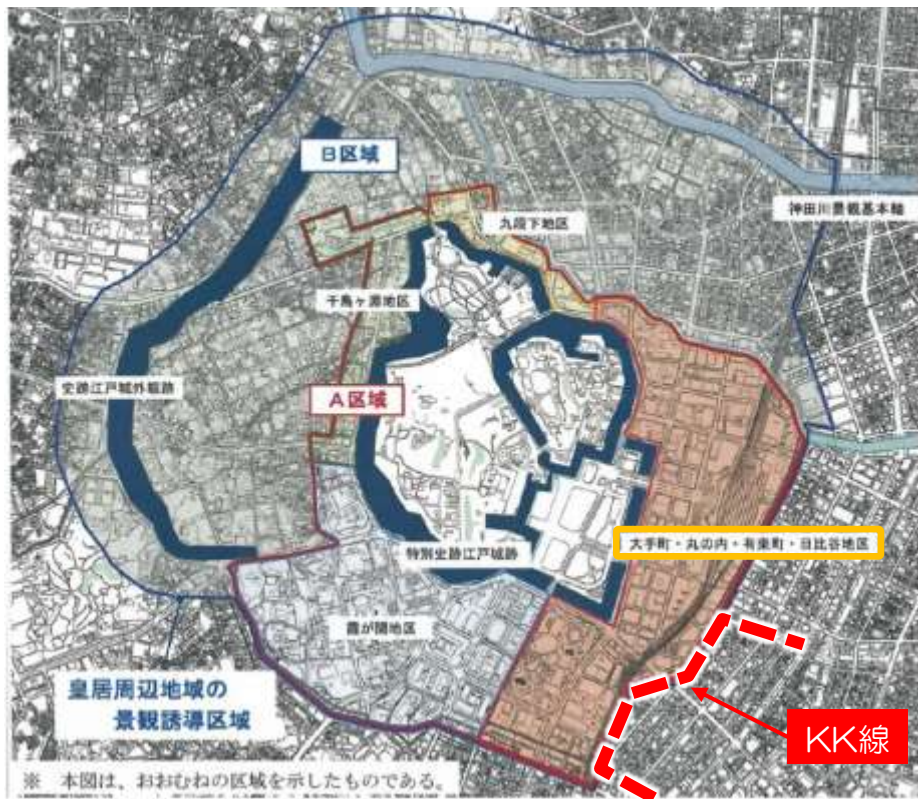 B区域
九段下地区
神田川景観基本軸
千鳥ヶ淵地区
史跡江戸城外堀跡
A区域
大手町・丸の内・有楽町・日比谷地区
特別史跡江戸城跡
霞が関地区
皇居周辺地域の
景観誘導区域
KK線
※ 本図は、おおむねの区域を示したものである。